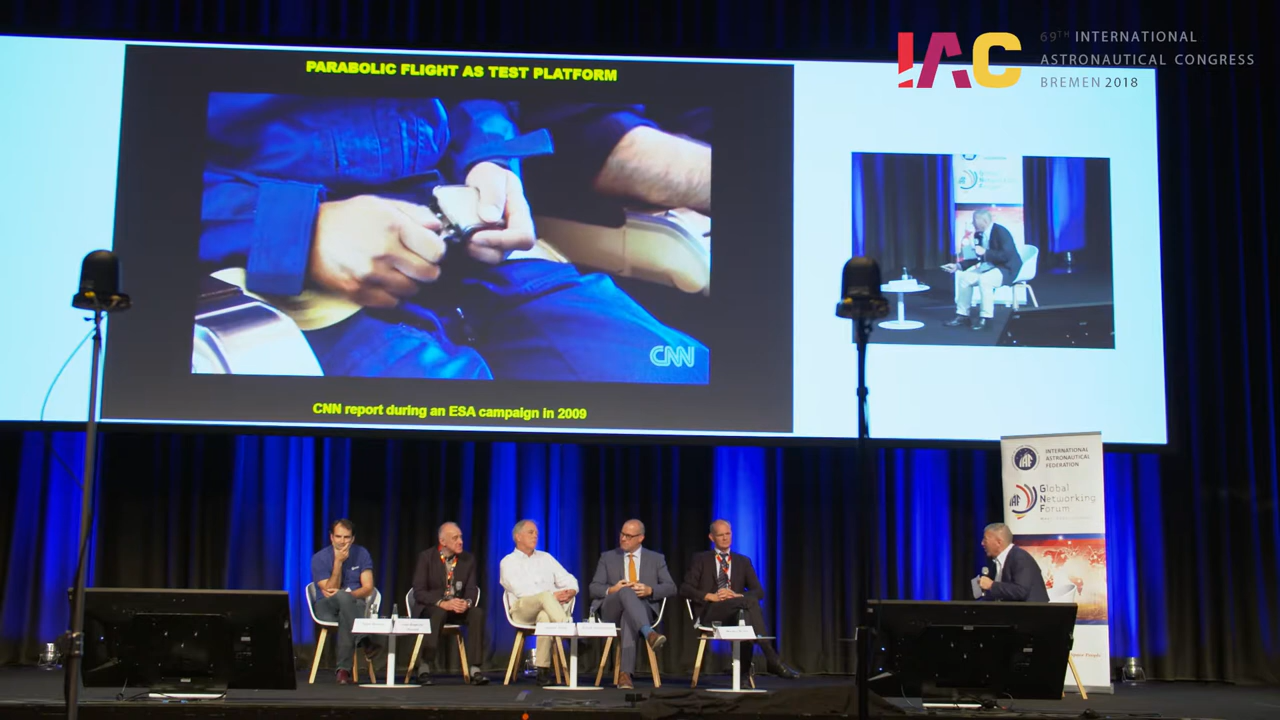 PARABOLIC FLIGHT AS TEST PLATFORM
CNN
CNN report during an ESA campaign in 2009
IAC
69TH INTERNATIONAL
ASTRONAUTICAL CONGRESS
BREMEN 2018
IAF
INTERNATIONAL
ASTRONAUTICAL
FEDERATION
IAF
Global
Networking
Forum